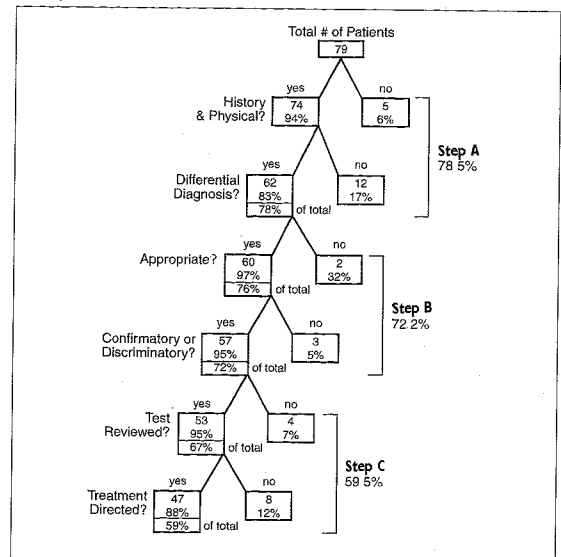 Total # of Patients
79
yes no
History & Physical?
74
94%
5
6%
Step A
78 5%
yes no
Differential Diagnosis?
62
83%
78% of total
12
17%
yes no
Appropriate?
60
97%
76% of total
2
32%
Step B
72.2%
yes no
Confirmatory or Discriminatory?
57
95%
72% of total
3
5%
yes no
Test Reviewed?
53
95%
67% of total
4
7%
Step C
59 5%
yes no
Treatment Directed?
47
88%
59% of total
8
12%